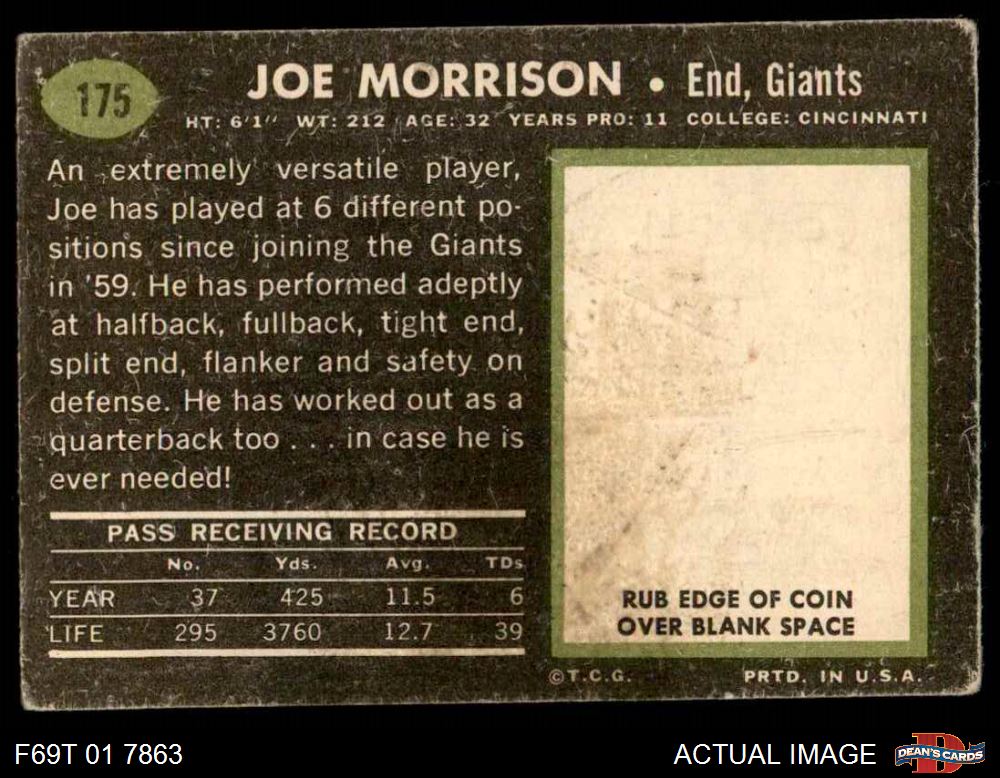 175
JOE MORRISON • End, Giants
HT: 6'1" WT: 212 AGE: 32 YEARS PRO: 11 COLLEGE: CINCINNATI
An extremely versatile player,
Joe has played at 6 different po-
sitions since joining the Giants
in '59. He has performed adeptly
at halfback, fullback, tight end,
split end, flanker and safety on
defense. He has worked out as a
quarterback too . . . in case he is
ever needed!
PASS RECEIVING RECORD
No. Yds. Avg. TDs
YEAR 37 425 11.5 6
LIFE 295 3760 12.7 39
RUB EDGE OF COIN
OVER BLANK SPACE
©T.C.G. PRTD. IN U.S.A.
F69T 01 7863
ACTUAL IMAGE
D
DEAN'S CARDS